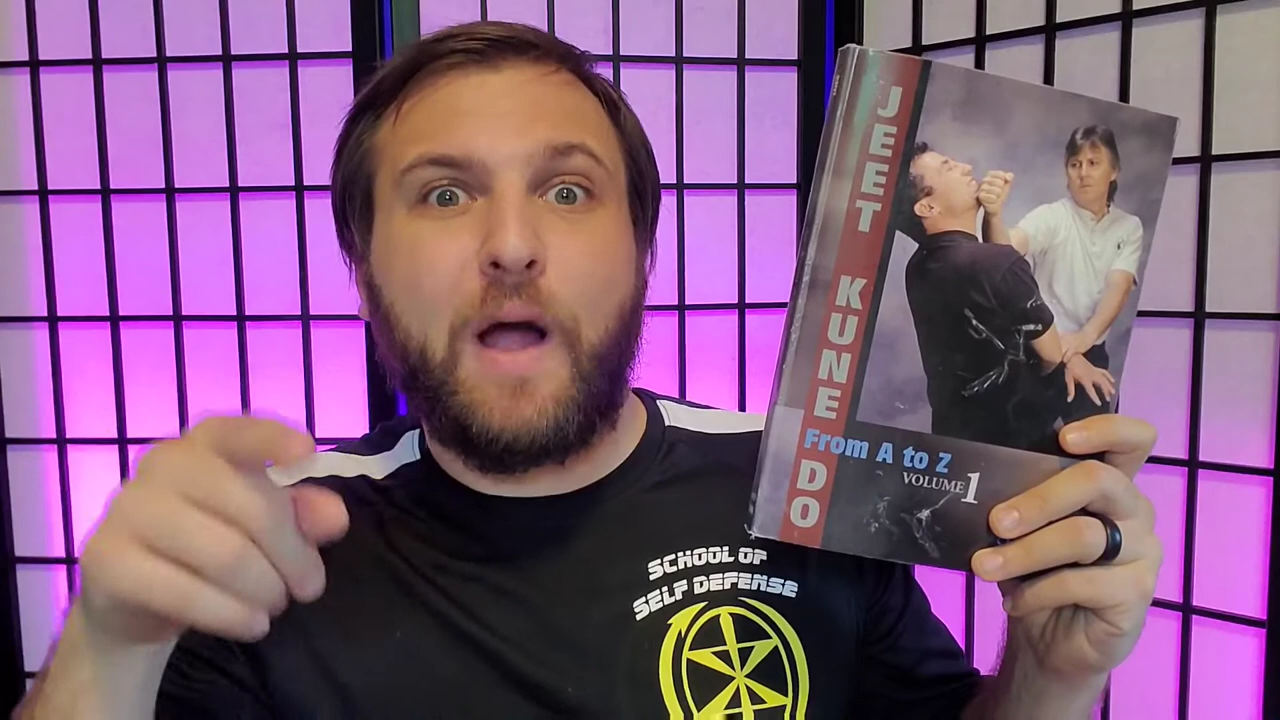 JEET KUNE DO
From A to Z
VOLUME 1
SCHOOL OF
SELF DEFENSE